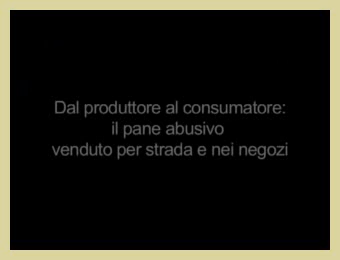 Dal produttore al consumatore:
il pane abusivo
venduto per strada e nei negozi